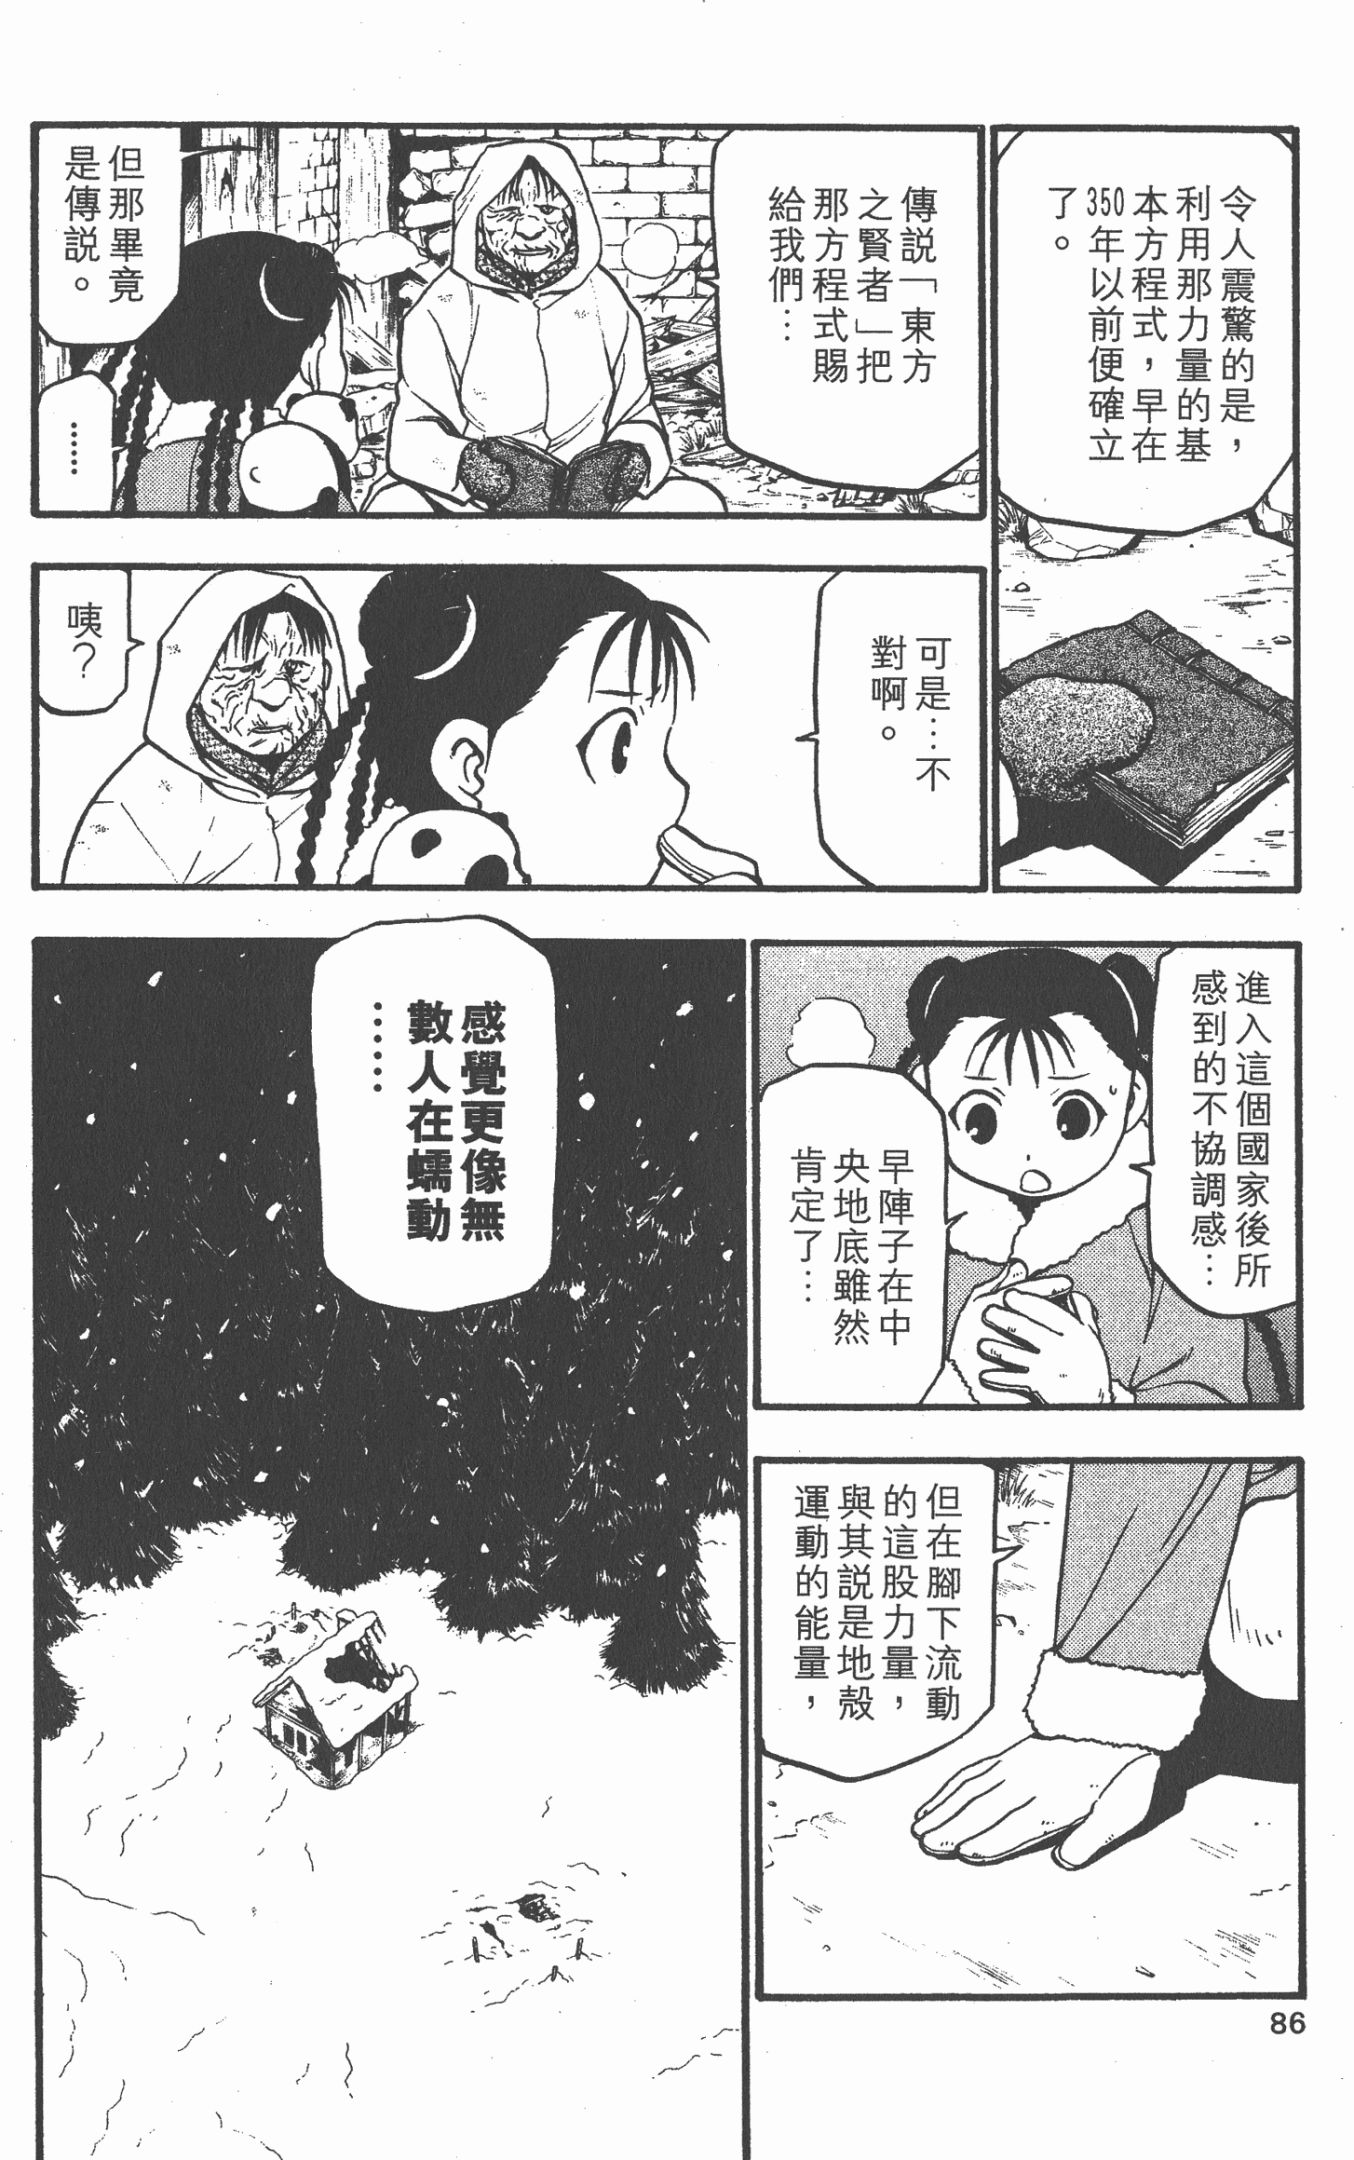 令人震驚的是，
利用那力量的基
本方程式，早在
350年以前便確立
了。
傳說「東方
之賢者」把
那方程式賜
給我們…
但那畢竟
是傳說。
……
可是…不
對啊。
咦？
進入這個國家後所
感到的不協調感…
早陣子在中
央地底雖然
肯定了…
但在腳下流動
的這股力量，
與其說是地殼
運動的能量，
感覺更像無
數人在蠕動
……
86